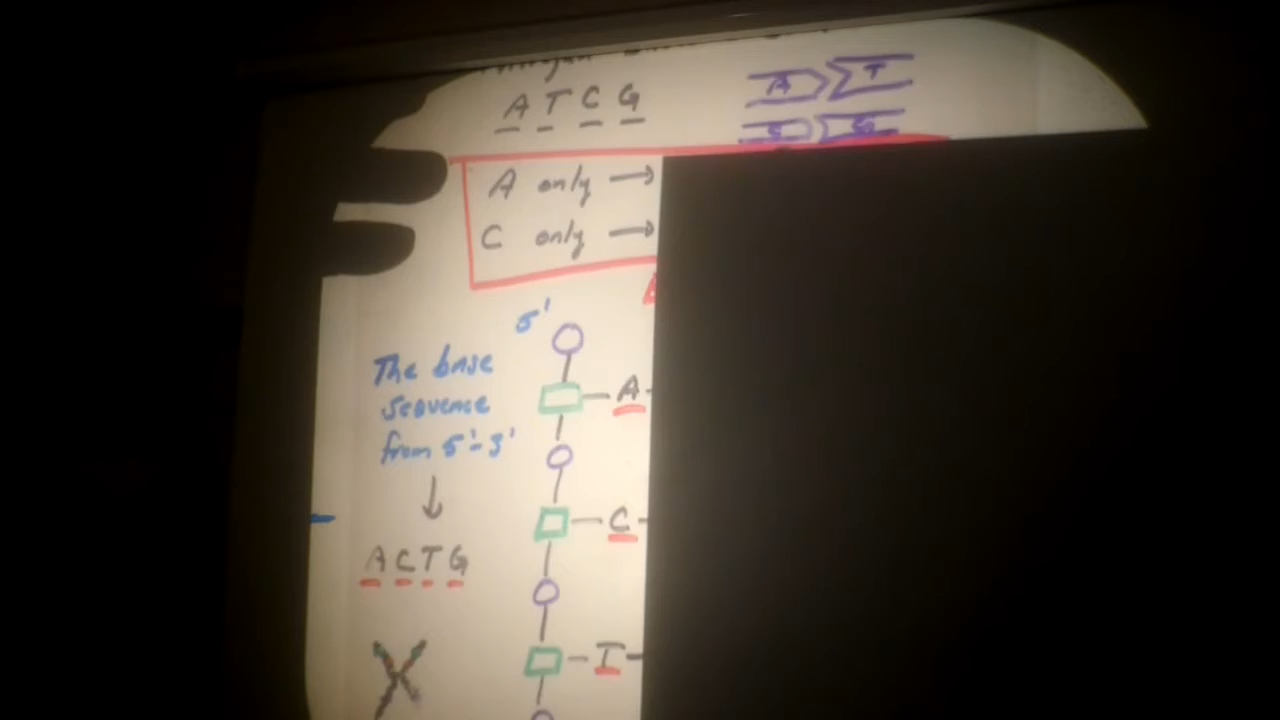 A T C G
A T
C G
A only →
C only →
5'
The base
sequence
from 5'-3'
A
C
A C T G
T